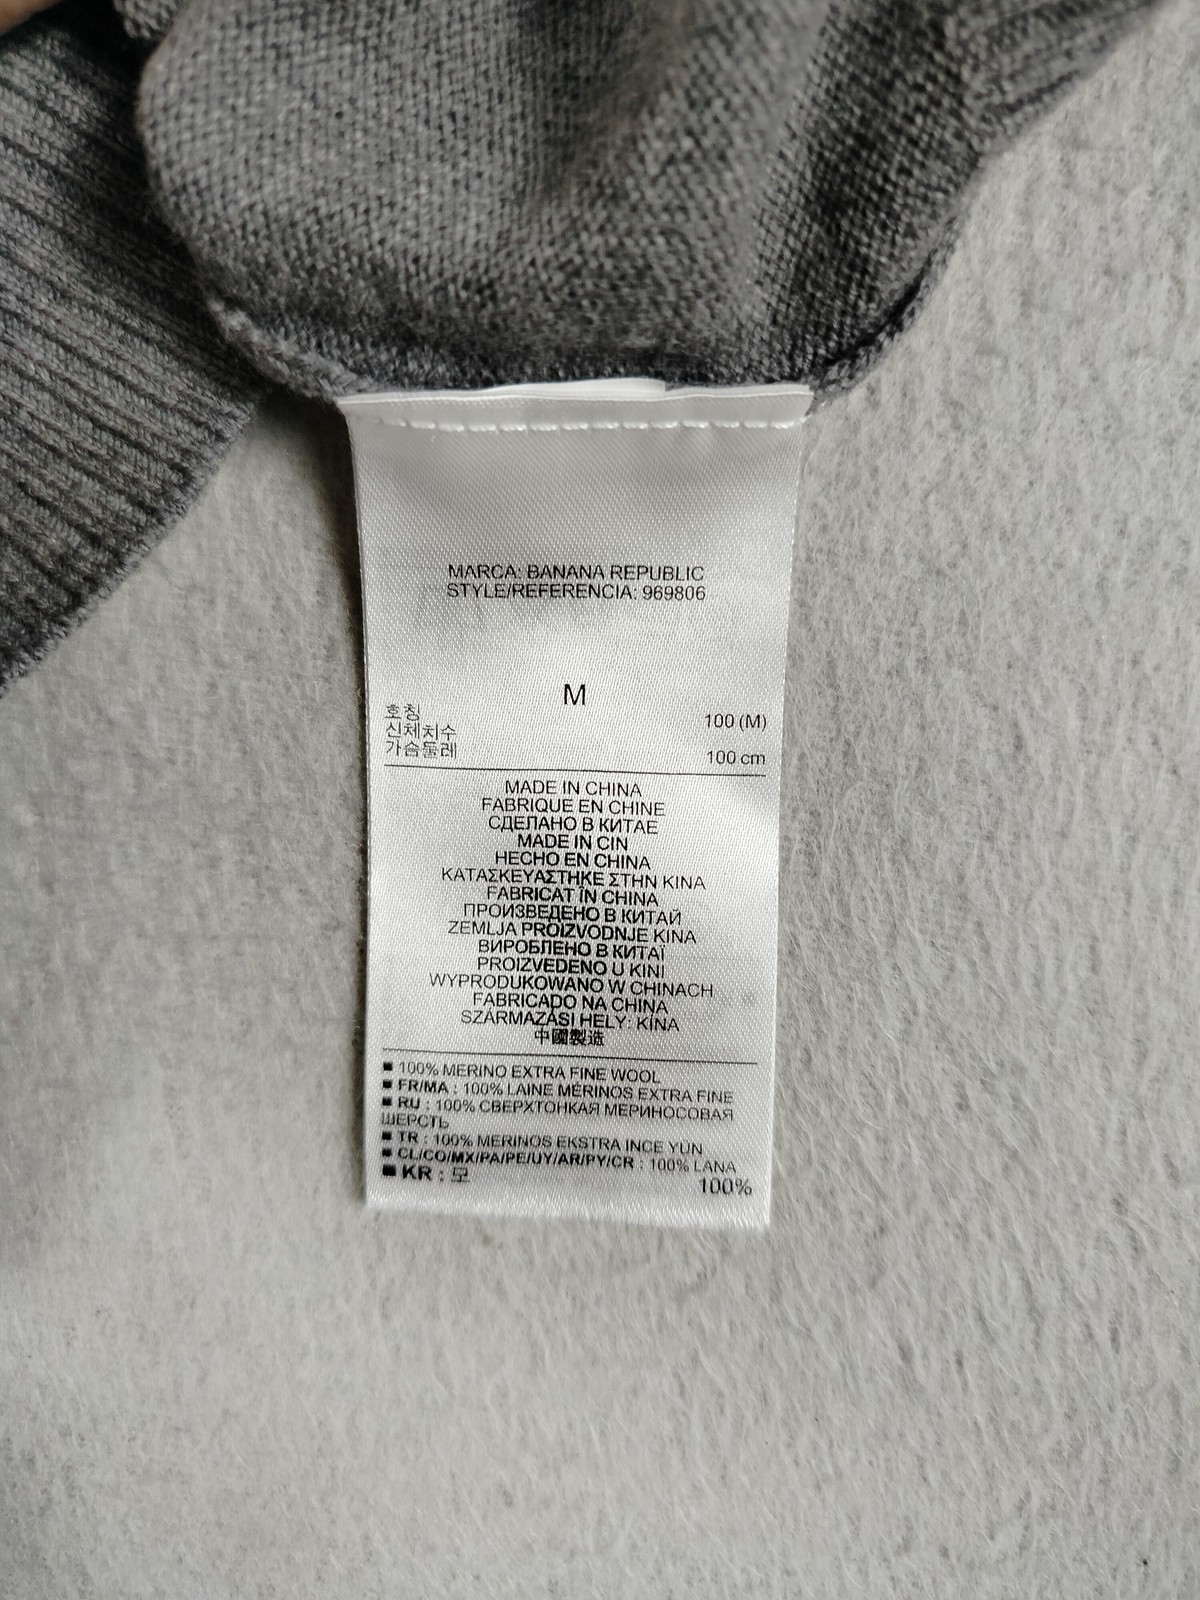 MARCA: BANANA REPUBLIC
STYLE/REFERENCIA: 969806
M
호칭 100 (M)
신체치수
가슴둘레 100 cm
MADE IN CHINA
FABRIQUE EN CHINE
СДЕЛАНО В КИТАЕ
MADE IN CIN
HECHO EN CHINA
ΚΑΤΑΣΚΕΥΑΣΤΗΚΕ ΣΤΗΝ ΚΙΝΑ
FABRICAT ÎN CHINA
ПРОИЗВЕДЕНО В КИТАЙ
ZEMLJA PROIZVODNJE KINA
ВИРОБЛЕНО В КИТАЇ
PROIZVEDENO U KINI
WYPRODUKOWANO W CHINACH
FABRICADO NA CHINA
SZÁRMAZÁSI HELY: KÍNA
中國製造
■ 100% MERINO EXTRA FINE WOOL
■ FR/MA : 100% LAINE MÉRINOS EXTRA FINE
■ RU : 100% СВЕРХТОНКАЯ МЕРИНОСОВАЯ
ШЕРСТЬ
■ TR : 100% MERINOS EKSTRA INCE YÜN
■ CL/CO/MX/PA/PE/UY/AR/PY/CR : 100% LANA
■ KR : 모 100%